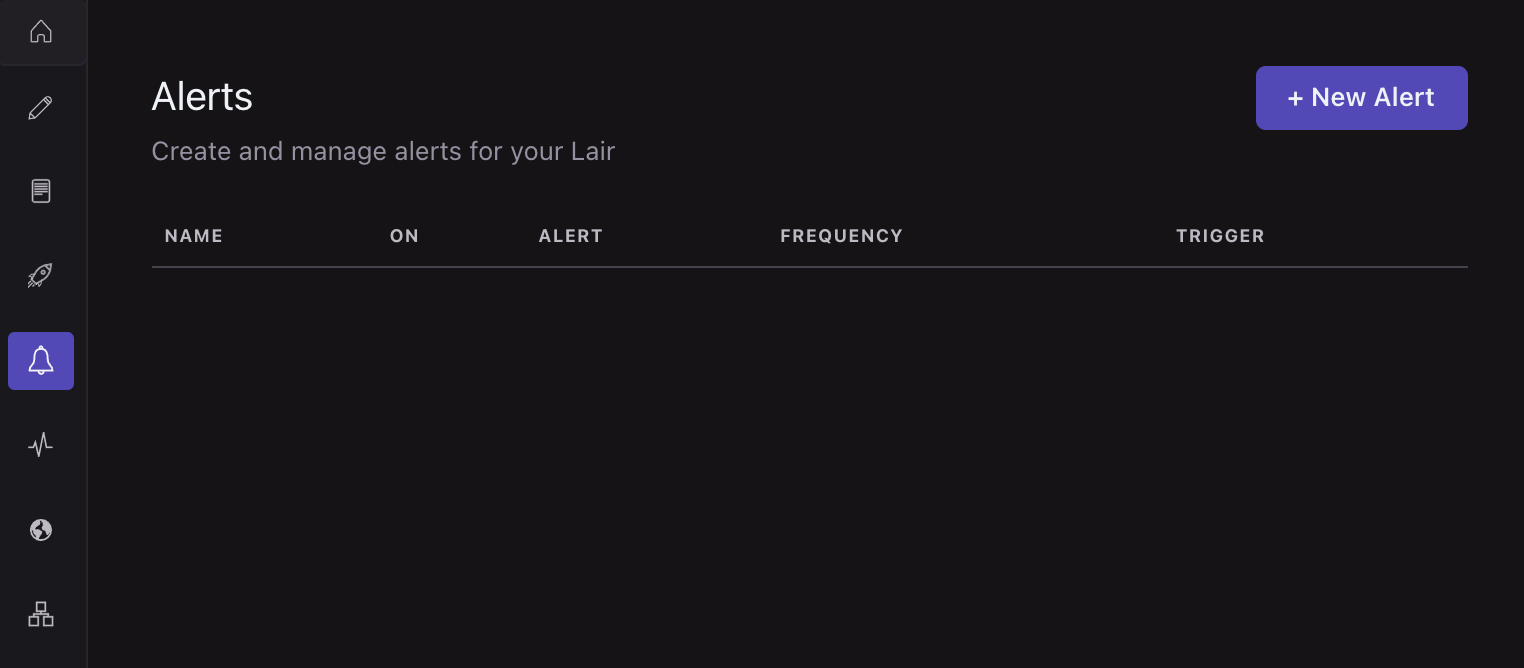 Alerts
+ New Alert
Create and manage alerts for your Lair
NAME ON ALERT FREQUENCY TRIGGER